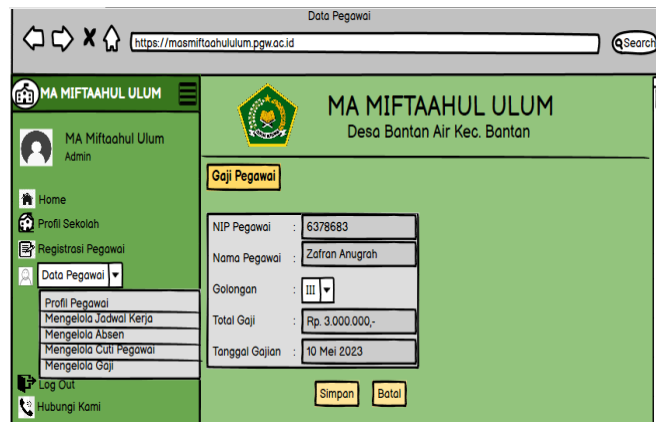 Data Pegawai
https://masmiftaahululum.pgw.ac.id
Search
MA MIFTAAHUL ULUM
MA Miftaahul Ulum
Admin
Home
Profil Sekolah
Registrasi Pegawai
Data Pegawai
Profil Pegawai
Mengelola Jadwal Kerja
Mengelola Absen
Mengelola Cuti Pegawai
Mengelola Gaji
Log Out
Hubungi Kami
MA MIFTAAHUL ULUM
Desa Bantan Air Kec. Bantan
Gaji Pegawai
NIP Pegawai : 6378683
Nama Pegawai : Zafran Anugrah
Golongan : III
Total Gaji : Rp. 3.000.000,-
Tanggal Gajian : 10 Mei 2023
Simpan Batal